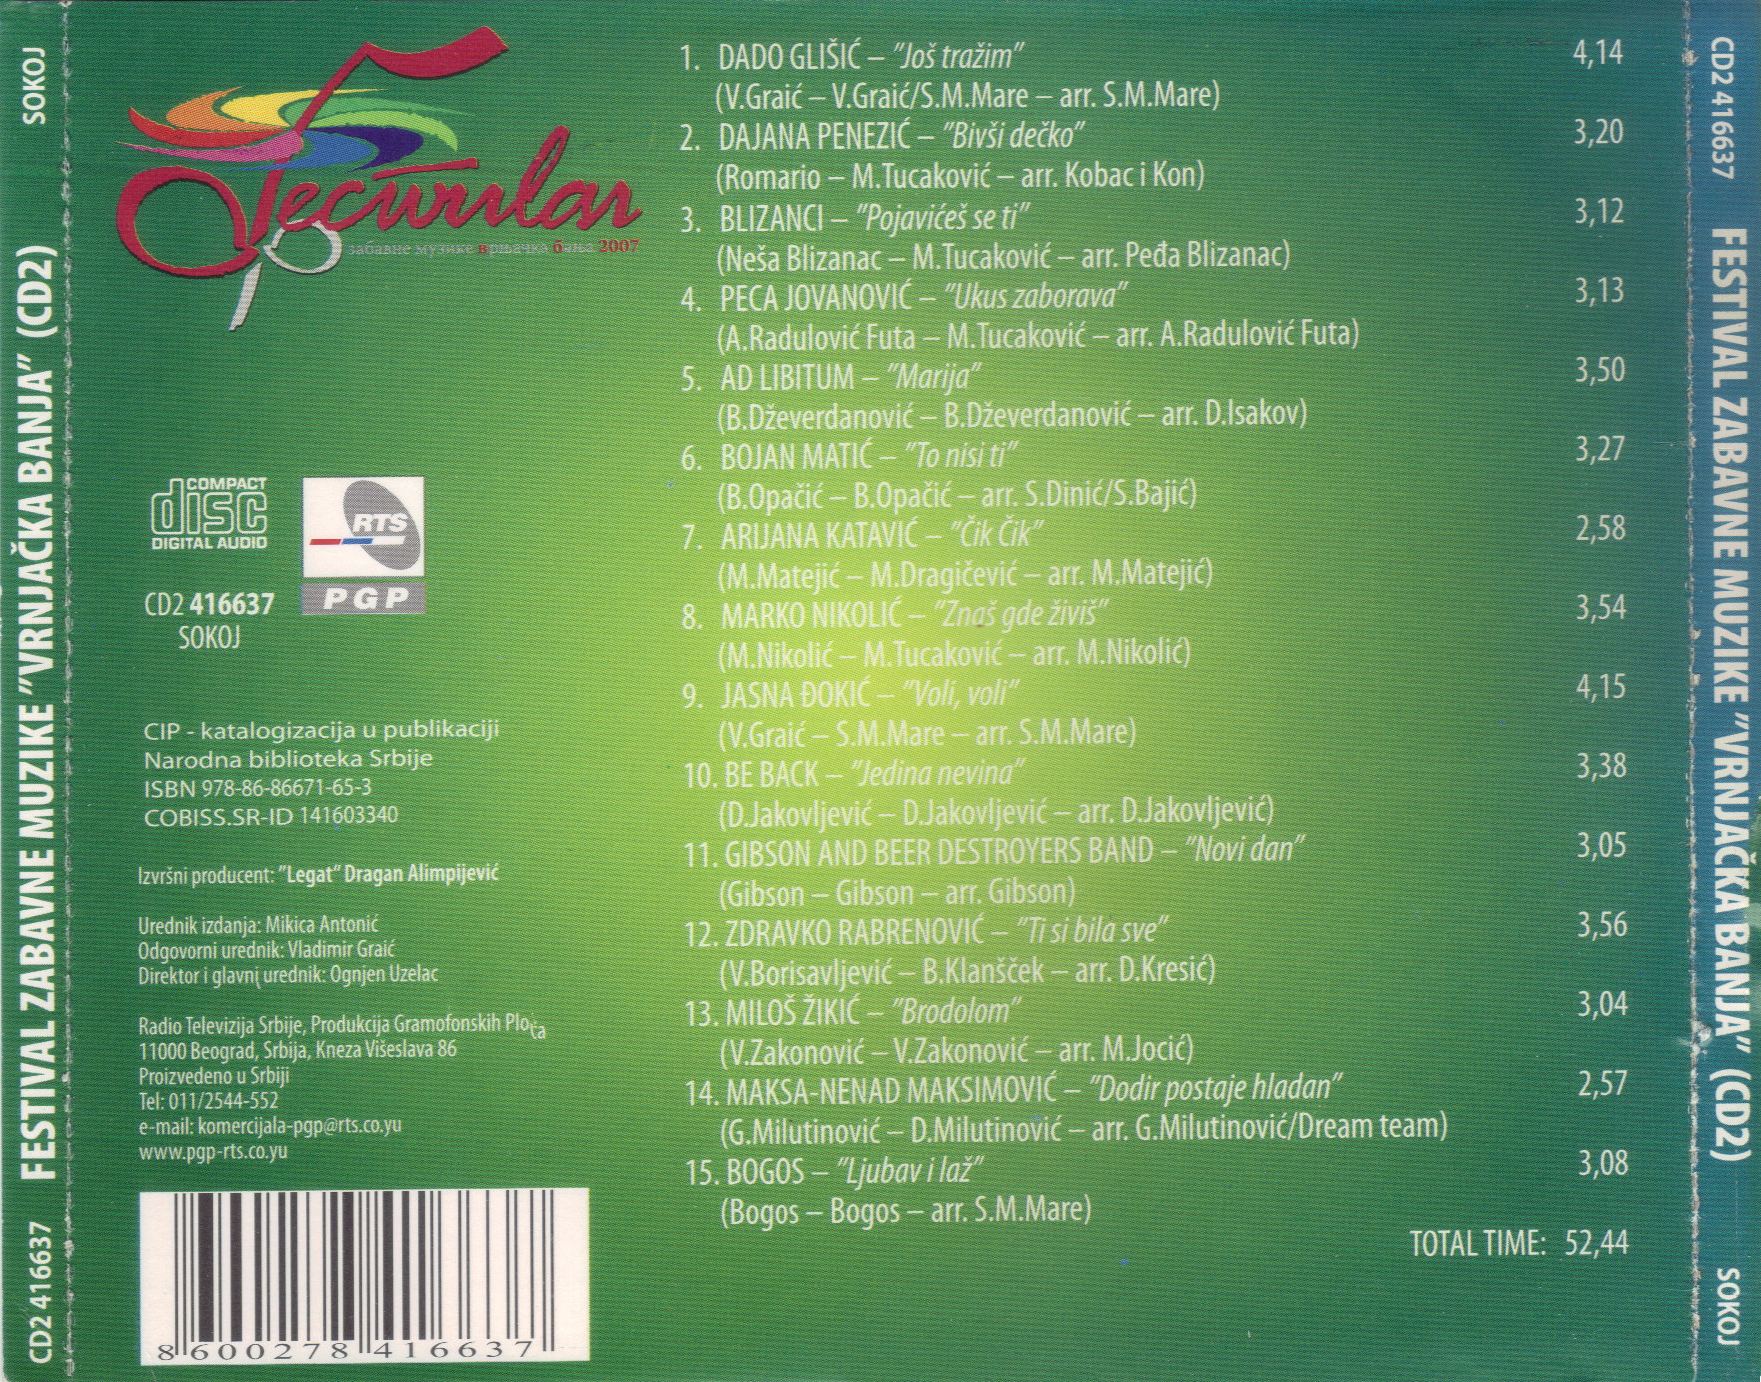 SOKOJ
FESTIVAL ZABAVNE MUZIKE "VRNJAČKA BANJA" (CD2)
CD2 416637
Фестивал
забавне музике врњачка бања 2007
COMPACT
disc
DIGITAL AUDIO
RTS
PGP
CD2 416637
SOKOJ
CIP - katalogizacija u publikaciji
Narodna biblioteka Srbije
ISBN 978-86-86671-65-3
COBISS.SR-ID 141603340
Izvršni producent: "Legat" Dragan Alimpijević
Urednik izdanja: Mikica Antonić
Odgovorni urednik: Vladimir Graić
Direktor i glavni urednik: Ognjen Uzelac
Radio Televizija Srbije, Produkcija Gramofonskih Ploča
11000 Beograd, Srbija, Kneza Višeslava 86
Proizvedeno u Srbiji
Tel: 011/2544-552
e-mail: komercijala-pgp@rts.co.yu
www.pgp-rts.co.yu
8600278416637
1. DADO GLIŠIĆ – "Još tražim" 4,14
(V.Graić – V.Graić/S.M.Mare – arr. S.M.Mare)
2. DAJANA PENEZIĆ – "Bivši dečko" 3,20
(Romario – M.Tucaković – arr. Kobac i Kon)
3. BLIZANCI – "Pojavićeš se ti" 3,12
(Neša Blizanac – M.Tucaković – arr. Peđa Blizanac)
4. PECA JOVANOVIĆ – "Ukus zaborava" 3,13
(A.Radulović Futa – M.Tucaković – arr. A.Radulović Futa)
5. AD LIBITUM – "Marija" 3,50
(B.Dževerdanović – B.Dževerdanović – arr. D.Isakov)
6. BOJAN MATIĆ – "To nisi ti" 3,27
(B.Opačić – B.Opačić – arr. S.Dinić/S.Bajić)
7. ARIJANA KATAVIĆ – "Čik Čik" 2,58
(M.Matejić – M.Dragičević – arr. M.Matejić)
8. MARKO NIKOLIĆ – "Znaš gde živiš" 3,54
(M.Nikolić – M.Tucaković – arr. M.Nikolić)
9. JASNA ĐOKIĆ – "Voli, voli" 4,15
(V.Graić – S.M.Mare – arr. S.M.Mare)
10. BE BACK – "Jedina nevina" 3,38
(D.Jakovljević – D.Jakovljević – arr. D.Jakovljević)
11. GIBSON AND BEER DESTROYERS BAND – "Novi dan" 3,05
(Gibson – Gibson – arr. Gibson)
12. ZDRAVKO RABRENOVIĆ – "Ti si bila sve" 3,56
(V.Borisavljević – B.Klanšček – arr. D.Kresić)
13. MILOŠ ŽIKIĆ – "Brodolom" 3,04
(V.Zakonović – V.Zakonović – arr. M.Jocić)
14. MAKSA-NENAD MAKSIMOVIĆ – "Dodir postaje hladan" 2,57
(G.Milutinović – D.Milutinović – arr. G.Milutinović/Dream team)
15. BOGOS – "Ljubav i laž" 3,08
(Bogos – Bogos – arr. S.M.Mare)
TOTAL TIME: 52,44
CD2 416637
FESTIVAL ZABAVNE MUZIKE "VRNJAČKA BANJA" (CD2)
SOKOJ